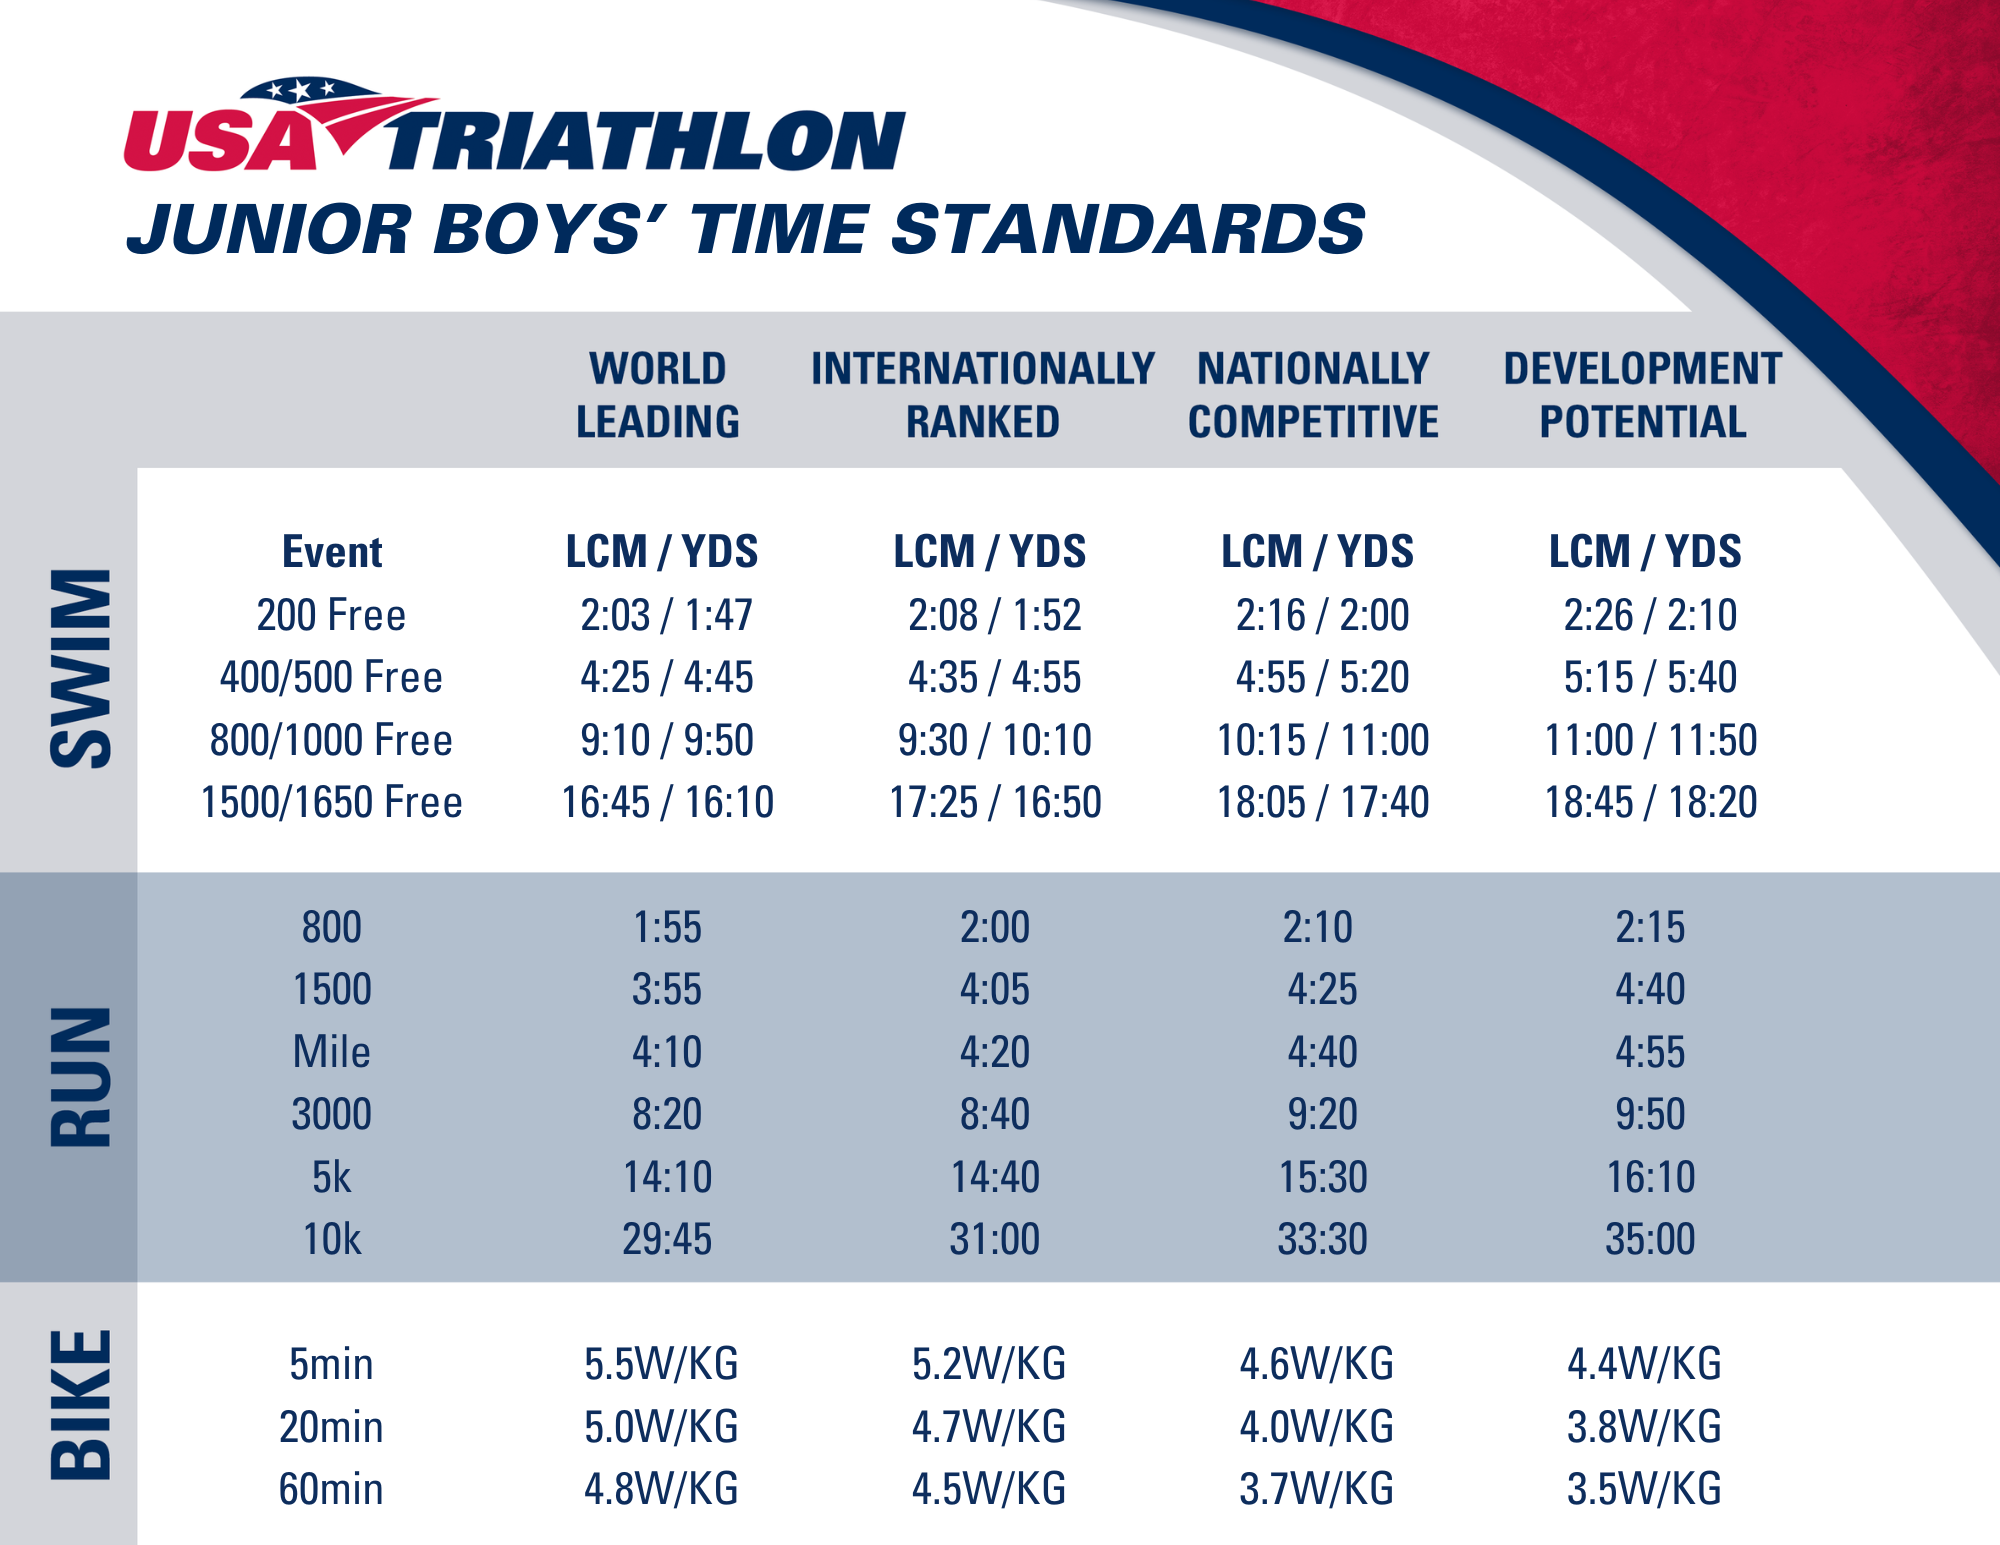 USA TRIATHLON
JUNIOR BOYS’ TIME STANDARDS
WORLD LEADING INTERNATIONALLY RANKED NATIONALLY COMPETITIVE DEVELOPMENT POTENTIAL
SWIM
Event LCM / YDS LCM / YDS LCM / YDS LCM / YDS
200 Free 2:03 / 1:47 2:08 / 1:52 2:16 / 2:00 2:26 / 2:10
400/500 Free 4:25 / 4:45 4:35 / 4:55 4:55 / 5:20 5:15 / 5:40
800/1000 Free 9:10 / 9:50 9:30 / 10:10 10:15 / 11:00 11:00 / 11:50
1500/1650 Free 16:45 / 16:10 17:25 / 16:50 18:05 / 17:40 18:45 / 18:20
RUN
800 1:55 2:00 2:10 2:15
1500 3:55 4:05 4:25 4:40
Mile 4:10 4:20 4:40 4:55
3000 8:20 8:40 9:20 9:50
5k 14:10 14:40 15:30 16:10
10k 29:45 31:00 33:30 35:00
BIKE
5min 5.5W/KG 5.2W/KG 4.6W/KG 4.4W/KG
20min 5.0W/KG 4.7W/KG 4.0W/KG 3.8W/KG
60min 4.8W/KG 4.5W/KG 3.7W/KG 3.5W/KG